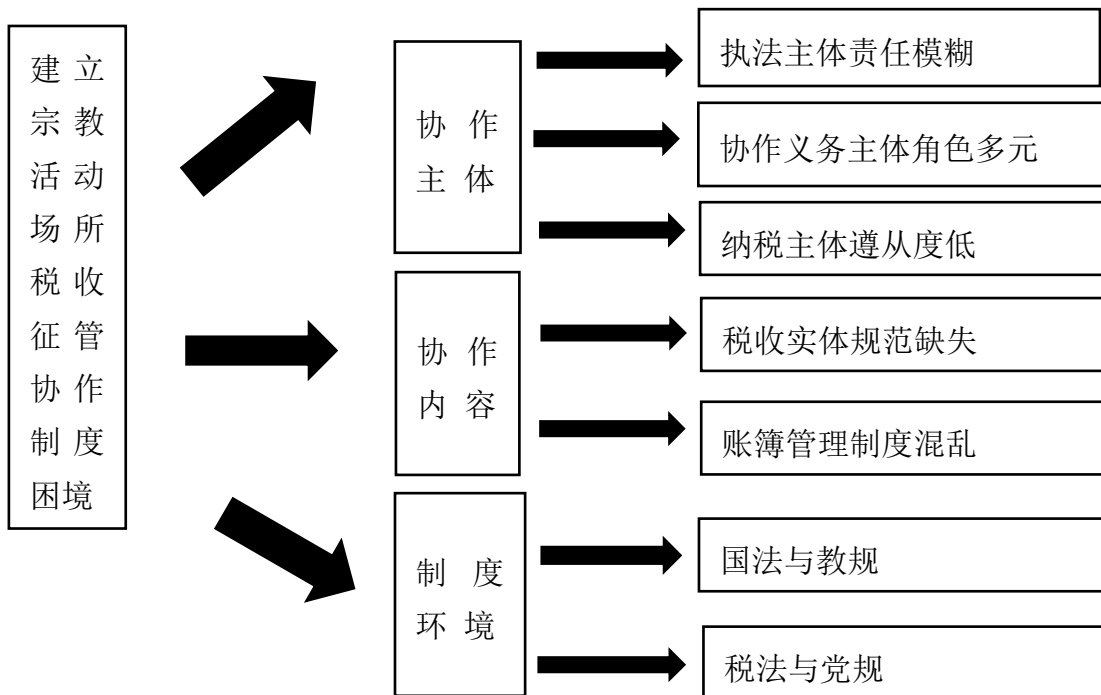 建立
宗教
活动
场所
税收
征管
协作
制度
困境
协作
主体
执法主体责任模糊
协作义务主体角色多元
纳税主体遵从度低
协作
内容
税收实体规范缺失
账簿管理制度混乱
制度
环境
国法与教规
税法与党规